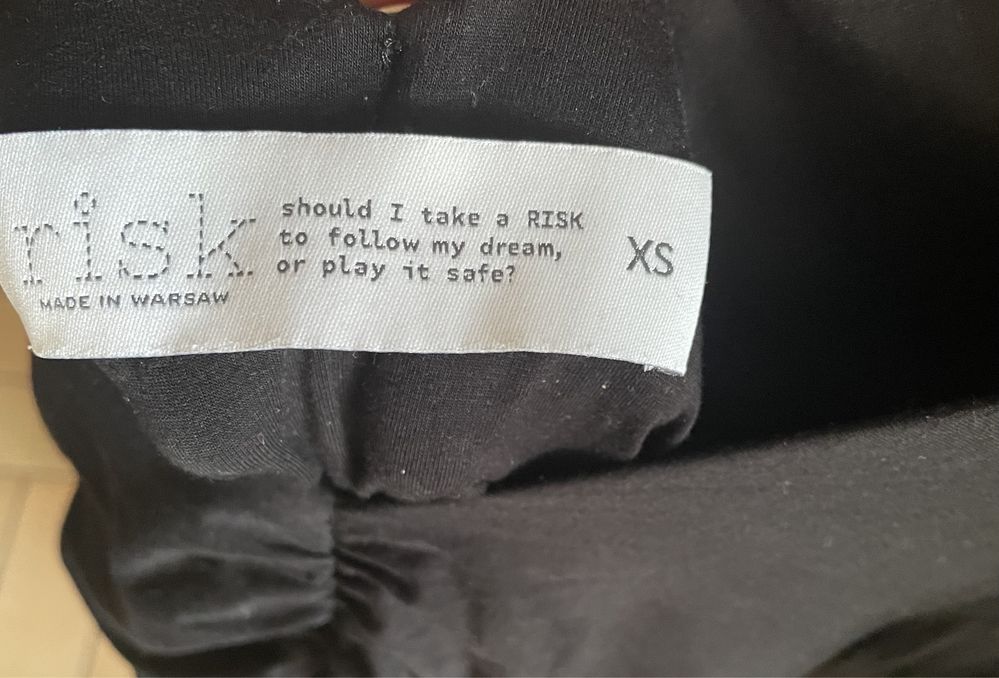 risk
MADE IN WARSAW
should I take a RISK
to follow my dream,
or play it safe?
XS